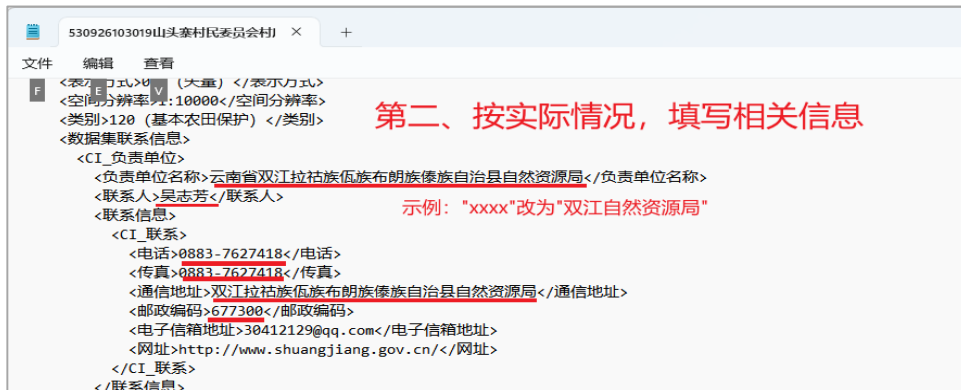 530926103019山头寨村民委员会村
文件 编辑 查看
F E V
<表示方式>0 (矢量) </表示方式>
<空间分辨率>1:10000</空间分辨率>
<类别>120 (基本农田保护) </类别>
<数据集联系信息>
第二、按实际情况，填写相关信息
<CI_负责单位>
<负责单位名称>云南省双江拉祜族佤族布朗族傣族自治县自然资源局</负责单位名称>
<联系人>吴志芳</联系人>
示例："xxxx"改为"双江自然资源局"
<联系信息>
<CI_联系>
<电话>0883-7627418</电话>
<传真>0883-7627418</传真>
<通信地址>双江拉祜族佤族布朗族傣族自治县自然资源局</通信地址>
<邮政编码>677300</邮政编码>
<电子信箱地址>30412129@qq.com</电子信箱地址>
<网址>http://www.shuangjiang.gov.cn/</网址>
</CI_联系>
</联系信息>